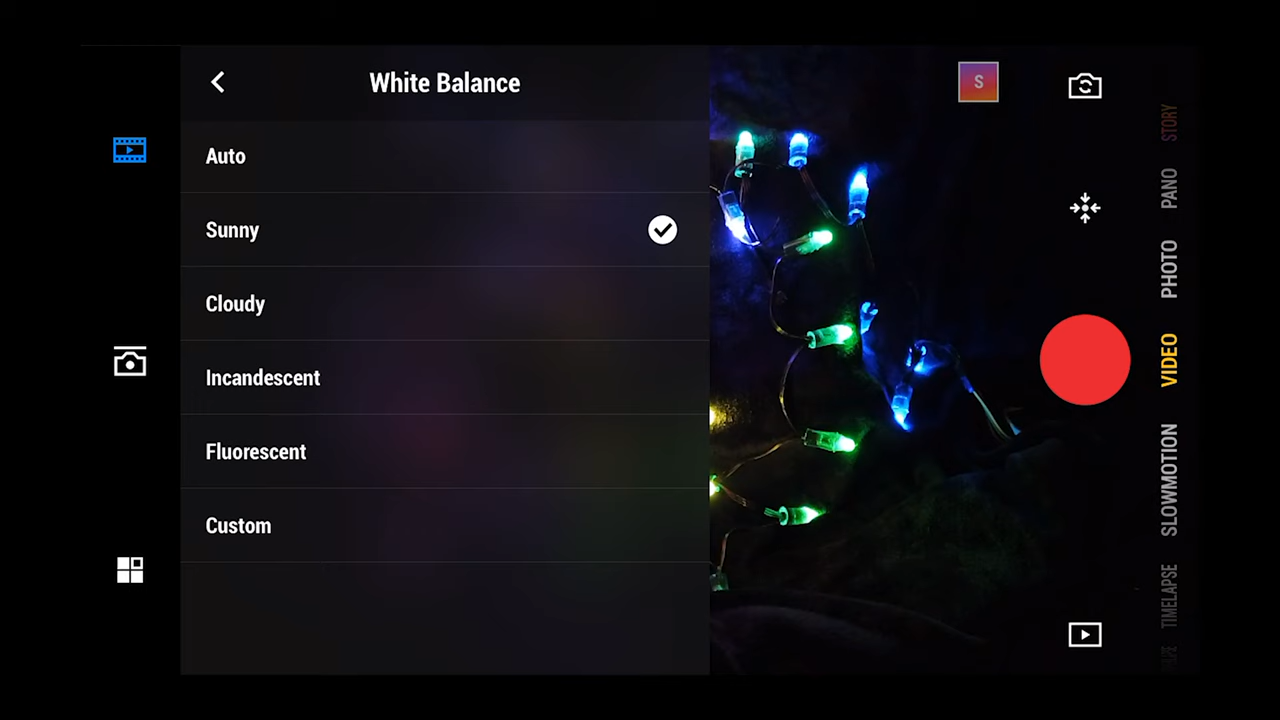 White Balance
Auto
Sunny
Cloudy
Incandescent
Fluorescent
Custom
S
STORY
PANO
PHOTO
VIDEO
SLOWMOTION
TIMELAPSE